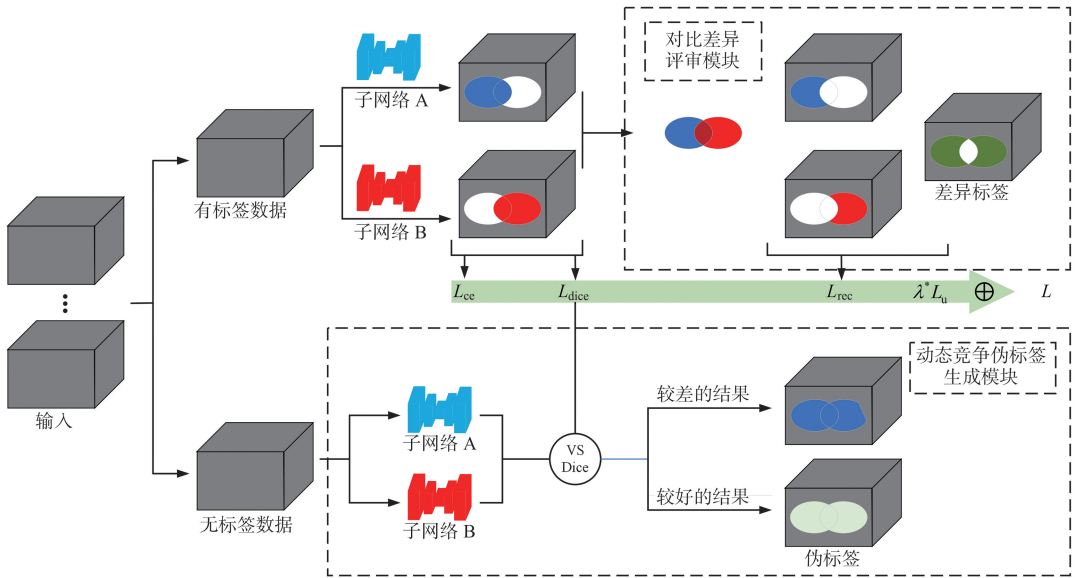 对比差异
评审模块
子网络 A
有标签数据
子网络 B
差异标签
L_ce
L_dice
L_rec
λ*L_u
⊕
L
输入
动态竞争伪标签
生成模块
较差的结果
子网络 A
VS
Dice
较好的结果
子网络 B
无标签数据
伪标签